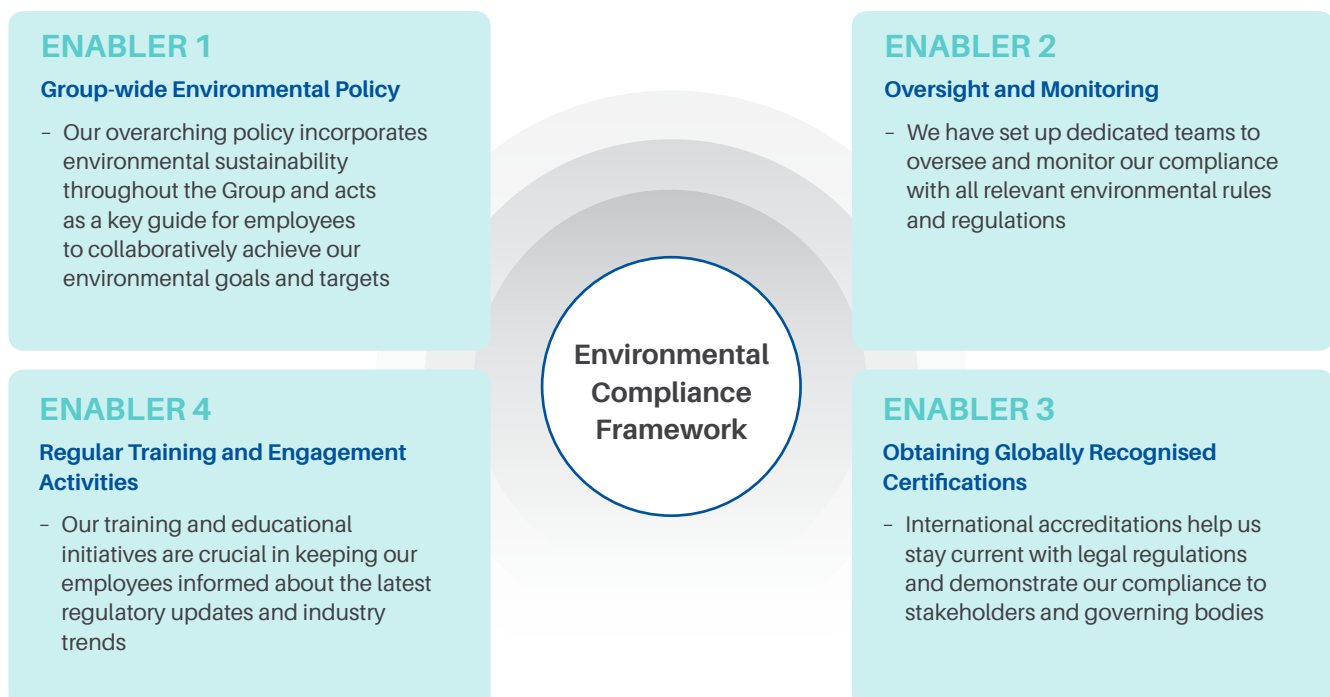 ENABLER 1
Group-wide Environmental Policy
– Our overarching policy incorporates
environmental sustainability
throughout the Group and acts
as a key guide for employees
to collaboratively achieve our
environmental goals and targets
ENABLER 2
Oversight and Monitoring
– We have set up dedicated teams to
oversee and monitor our compliance
with all relevant environmental rules
and regulations
Environmental
Compliance
Framework
ENABLER 4
Regular Training and Engagement
Activities
– Our training and educational
initiatives are crucial in keeping our
employees informed about the latest
regulatory updates and industry
trends
ENABLER 3
Obtaining Globally Recognised
Certifications
– International accreditations help us
stay current with legal regulations
and demonstrate our compliance to
stakeholders and governing bodies